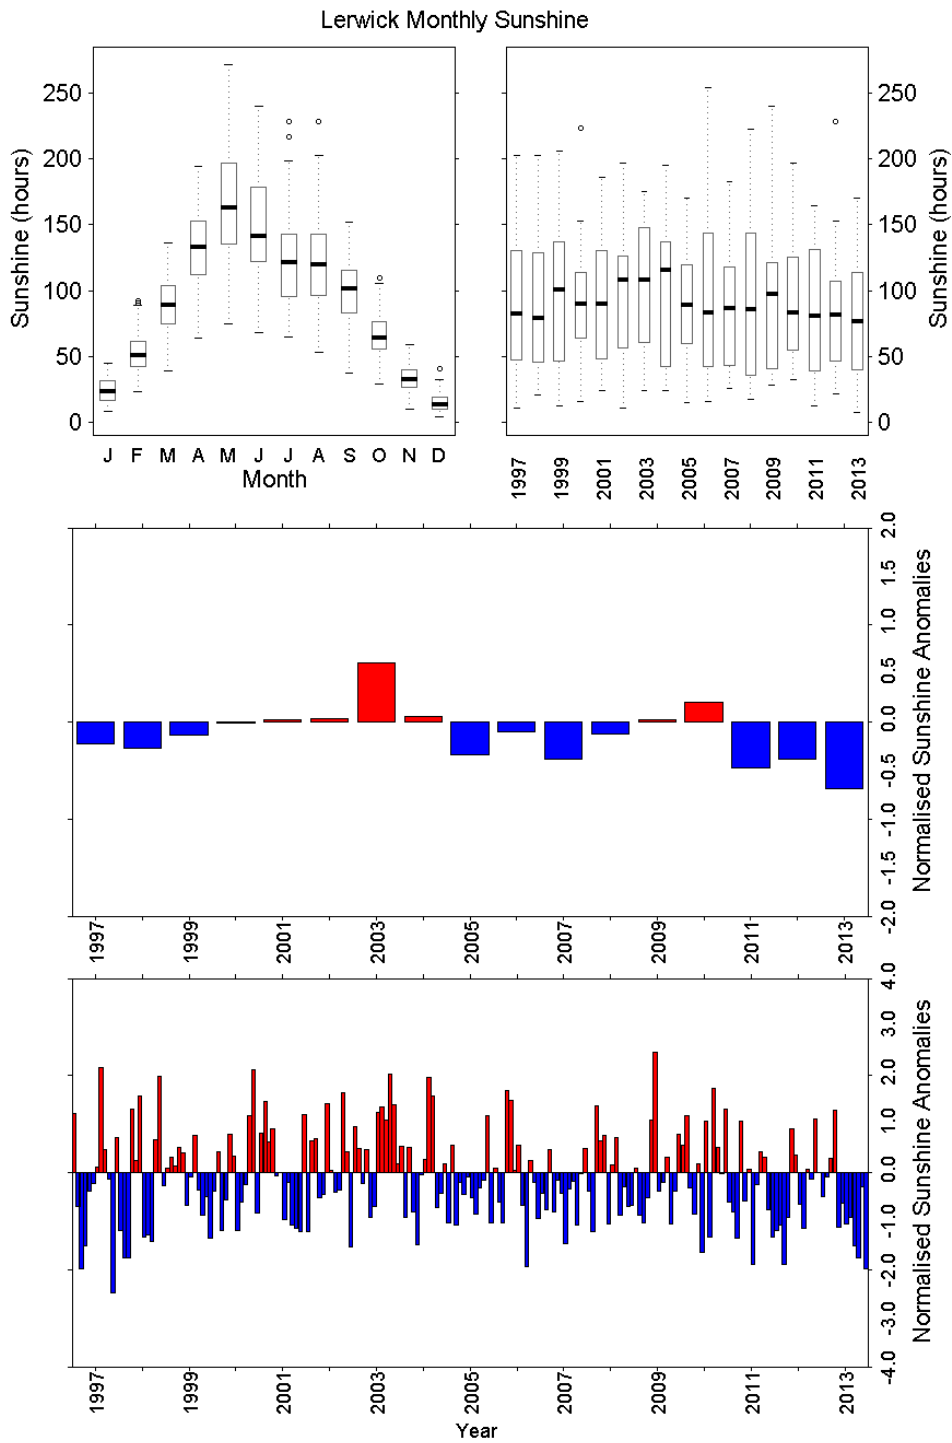 Lerwick Monthly Sunshine
Sunshine (hours)
250
200
150
100
50
0
J F M A M J J A S O N D
Month
250
200
150
100
50
0
Sunshine (hours)
1997 1999 2001 2003 2005 2007 2009 2011 2013
2.0
1.5
1.0
0.5
0.0
-0.5
-1.0
-1.5
-2.0
Normalised Sunshine Anomalies
1997 1999 2001 2003 2005 2007 2009 2011 2013
4.0
3.0
2.0
1.0
0.0
-1.0
-2.0
-3.0
-4.0
Normalised Sunshine Anomalies
1997 1999 2001 2003 2005 2007 2009 2011 2013
Year